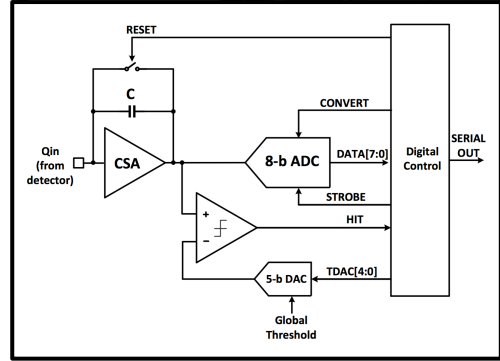 RESET
C
CONVERT
Qin
(from
detector)
CSA
8-b ADC
DATA[7:0]
Digital
Control
SERIAL
OUT
STROBE
+
HIT
−
5-b DAC
TDAC[4:0]
Global
Threshold